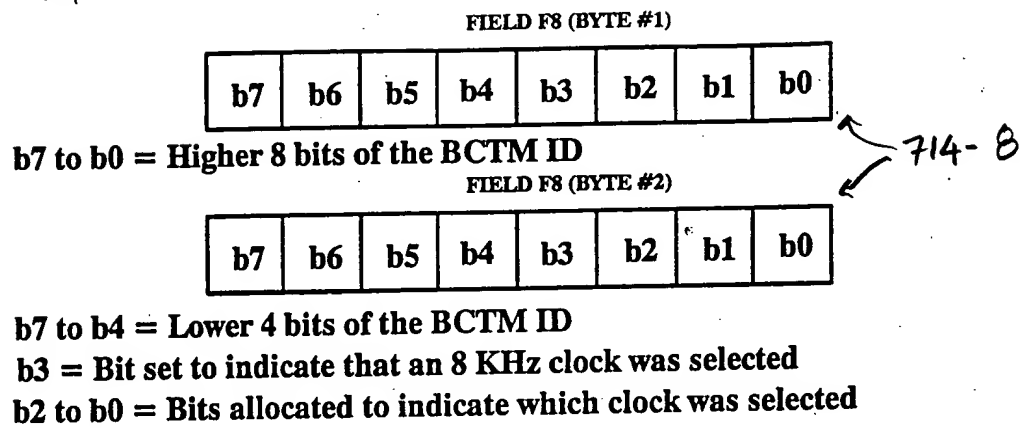 FIELD F8 (BYTE #1)
b7 b6 b5 b4 b3 b2 b1 b0
714-8
b7 to b0 = Higher 8 bits of the BCTM ID
FIELD F8 (BYTE #2)
b7 b6 b5 b4 b3 b2 b1 b0
b7 to b4 = Lower 4 bits of the BCTM ID
b3 = Bit set to indicate that an 8 KHz clock was selected
b2 to b0 = Bits allocated to indicate which clock was selected